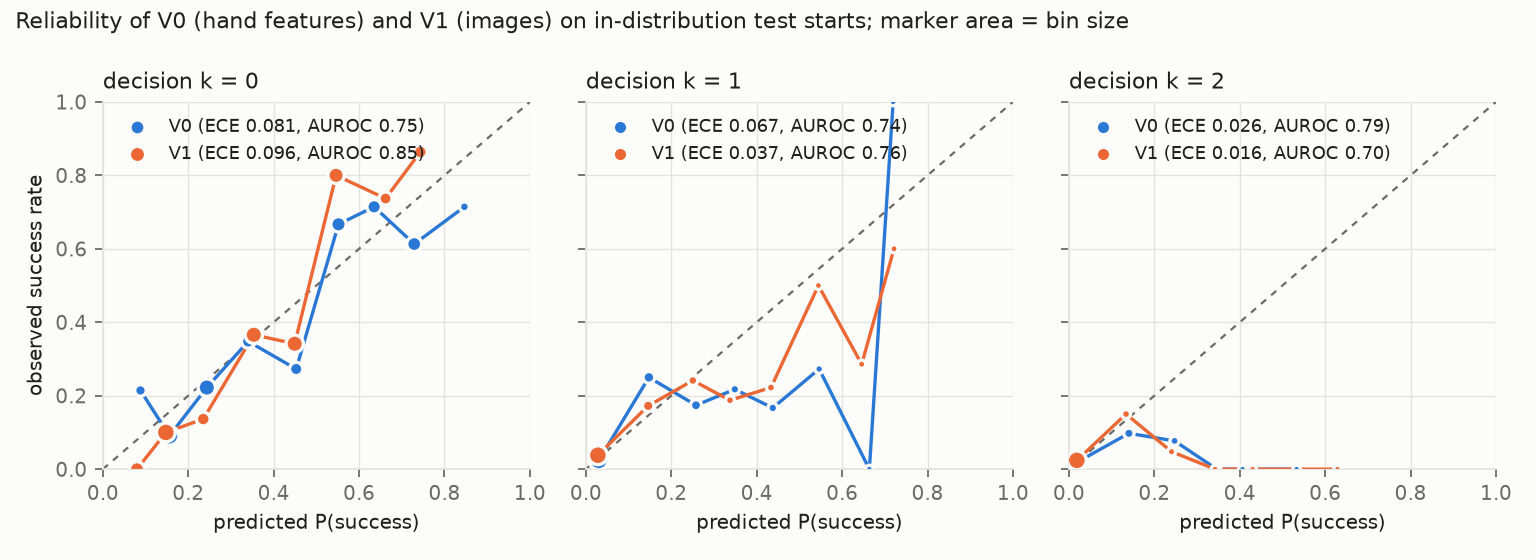 Reliability of V0 (hand features) and V1 (images) on in-distribution test starts; marker area = bin size
decision k = 0
decision k = 1
decision k = 2
V0 (ECE 0.081, AUROC 0.75)
V1 (ECE 0.096, AUROC 0.85)
V0 (ECE 0.067, AUROC 0.74)
V1 (ECE 0.037, AUROC 0.76)
V0 (ECE 0.026, AUROC 0.79)
V1 (ECE 0.016, AUROC 0.70)
observed success rate
1.0
0.8
0.6
0.4
0.2
0.0
0.0 0.2 0.4 0.6 0.8 1.0
0.0 0.2 0.4 0.6 0.8 1.0
0.0 0.2 0.4 0.6 0.8 1.0
predicted P(success)
predicted P(success)
predicted P(success)